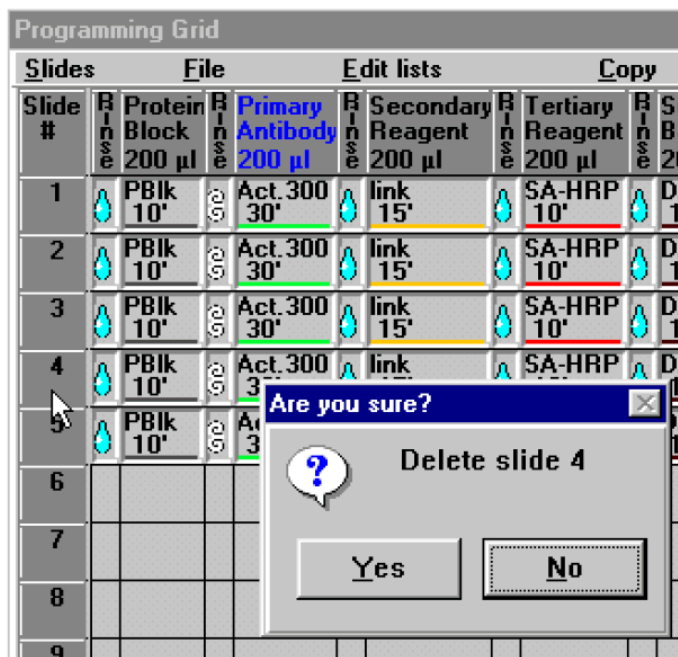 Programming Grid
Slides File Edit lists Copy
Slide # Rinse Protein Block 200 µl Rinse Primary Antibody 200 µl Rinse Secondary Reagent 200 µl Rinse Tertiary Reagent 200 µl Rinse
1 PBlk 10' Act.300 30' link 15' SA-HRP 10'
2 PBlk 10' Act.300 30' link 15' SA-HRP 10'
3 PBlk 10' Act.300 30' link 15' SA-HRP 10'
4 PBlk 10' Act.300 link SA-HRP
5 PBlk 10'
6
7
8
9
Are you sure?
Delete slide 4
Yes No